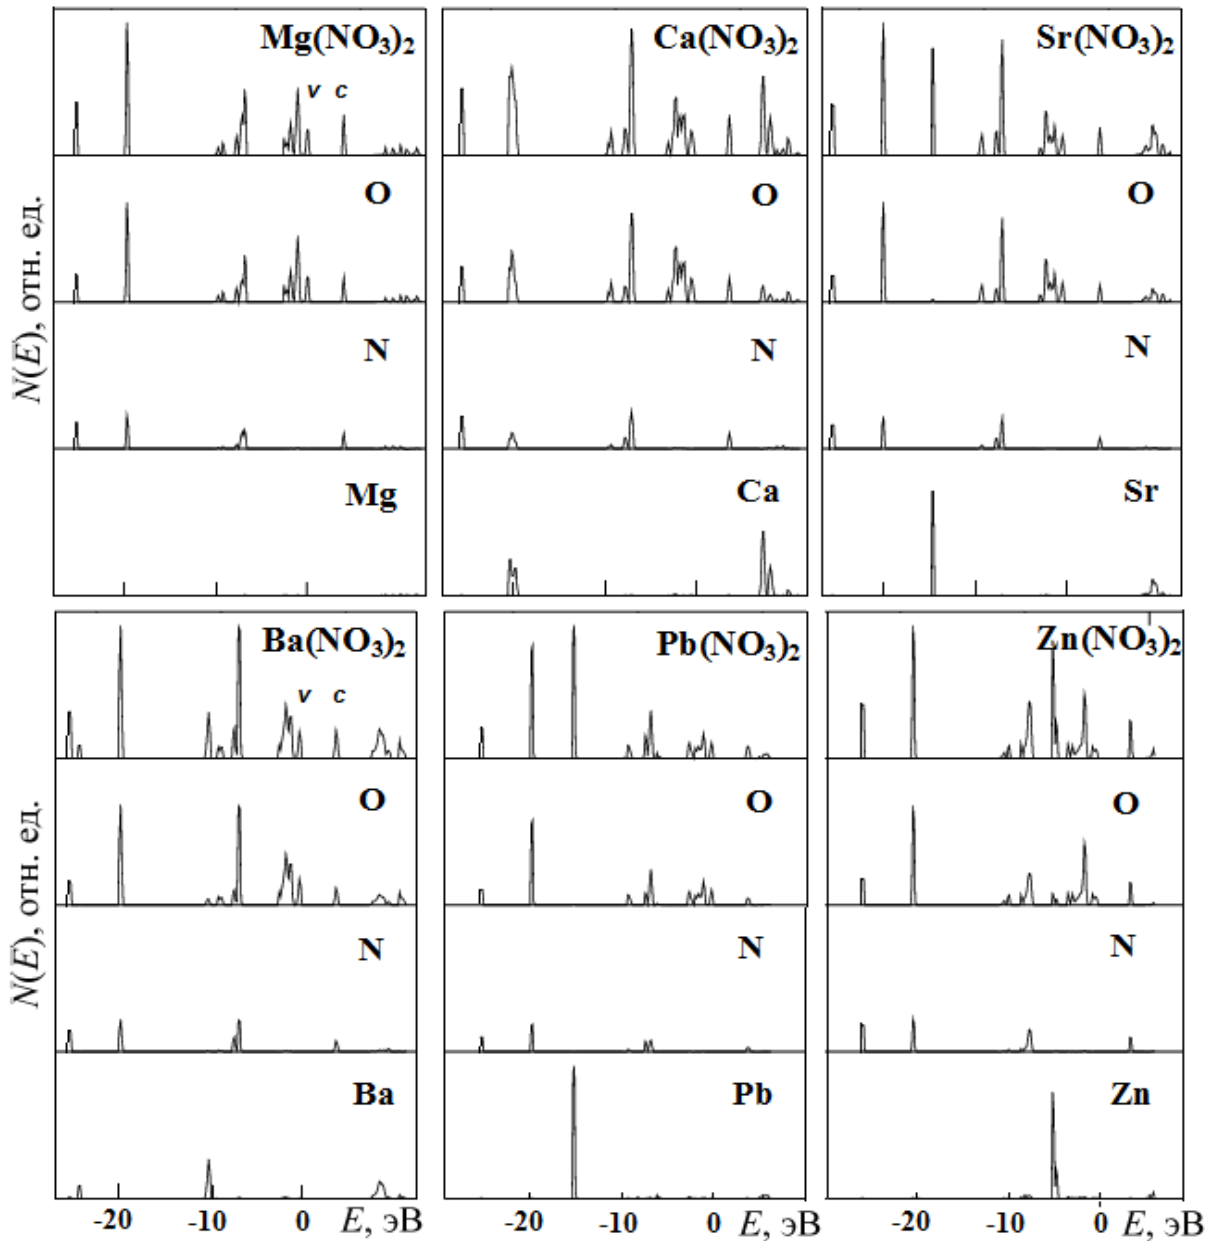 Mg(NO₃)₂ Ca(NO₃)₂ Sr(NO₃)₂
v c
O O O
N(E), отн. ед.
N N N
Mg Ca Sr
Ba(NO₃)₂ Pb(NO₃)₂ Zn(NO₃)₂
v c
O O O
N(E), отн. ед.
N N N
Ba Pb Zn
-20 -10 0 E, эВ -20 -10 0 E, эВ -20 -10 0 E, эВ